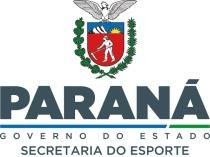 PARANÁ
GOVERNO DO ESTADO
SECRETARIA DO ESPORTE